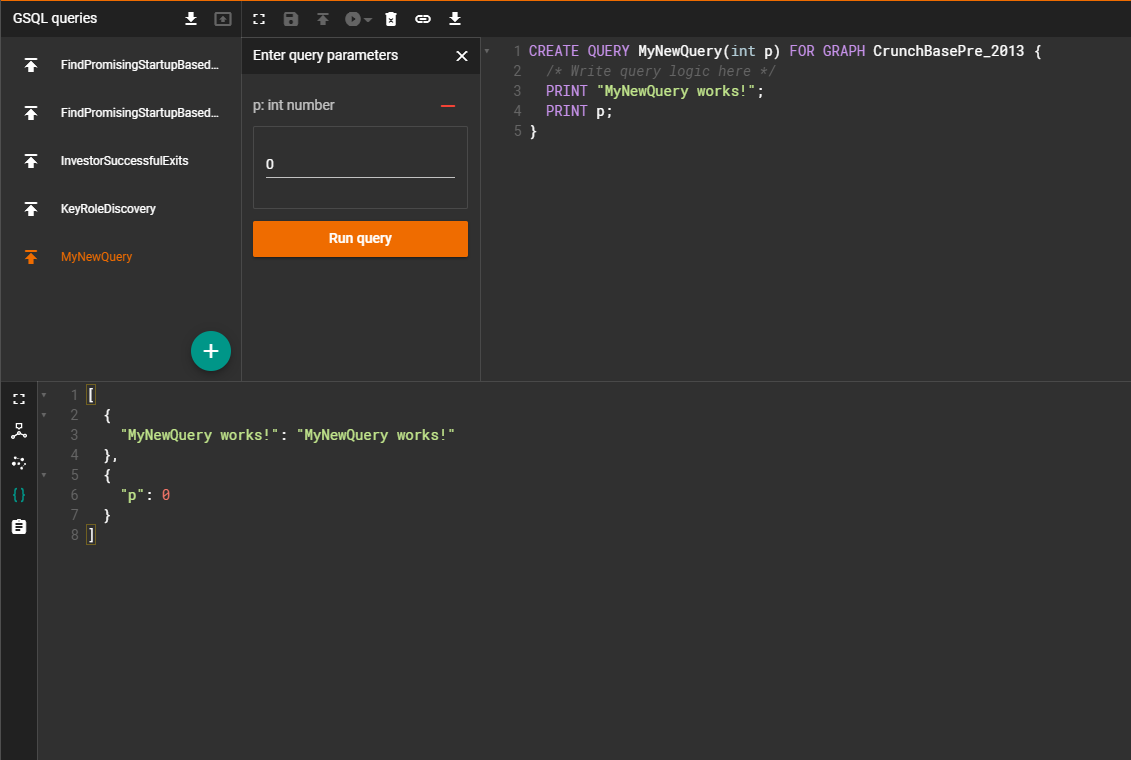 GSQL queries
FindPromisingStartupBased...
FindPromisingStartupBased...
InvestorSuccessfulExits
KeyRoleDiscovery
MyNewQuery
+
Enter query parameters
p: int number
0
Run query
1 CREATE QUERY MyNewQuery(int p) FOR GRAPH CrunchBasePre_2013 {
2 /* Write query logic here */
3 PRINT "MyNewQuery works!";
4 PRINT p;
5 }
1 [
2 {
3 "MyNewQuery works!": "MyNewQuery works!"
4 },
5 {
6 "p": 0
7 }
8 ]